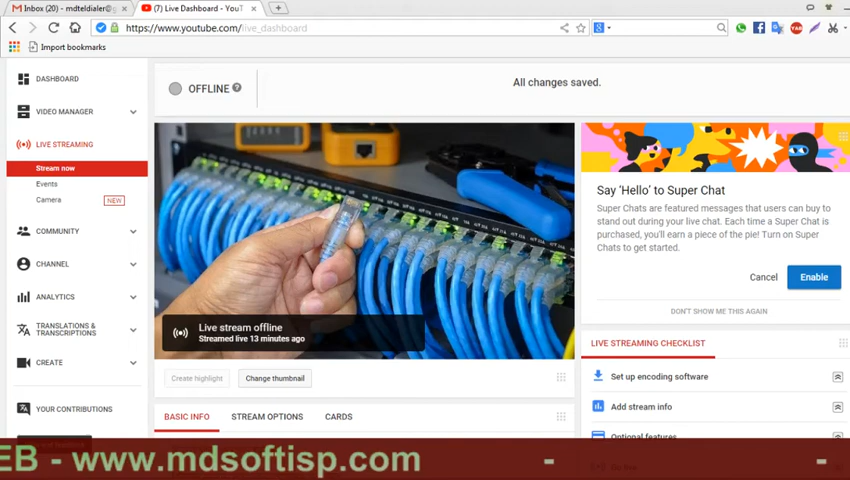 Inbox (20) - mdteldialer@g
(7) Live Dashboard - YouT
https://www.youtube.com/live_dashboard
Import bookmarks
DASHBOARD
VIDEO MANAGER
LIVE STREAMING
Stream now
Events
Camera NEW
COMMUNITY
CHANNEL
ANALYTICS
TRANSLATIONS &
TRANSCRIPTIONS
CREATE
YOUR CONTRIBUTIONS
OFFLINE
All changes saved.
Live stream offline
Streamed live 13 minutes ago
Create highlight
Change thumbnail
BASIC INFO
STREAM OPTIONS
CARDS
Say 'Hello' to Super Chat
Super Chats are featured messages that users can buy to
stand out during your live chat. Each time a Super Chat is
purchased, you'll earn a piece of the pie! Turn on Super
Chats to get started.
Cancel
Enable
DON'T SHOW ME THIS AGAIN
LIVE STREAMING CHECKLIST
Set up encoding software
Add stream info
Optional features
EB - www.mdsoftisp.com - -